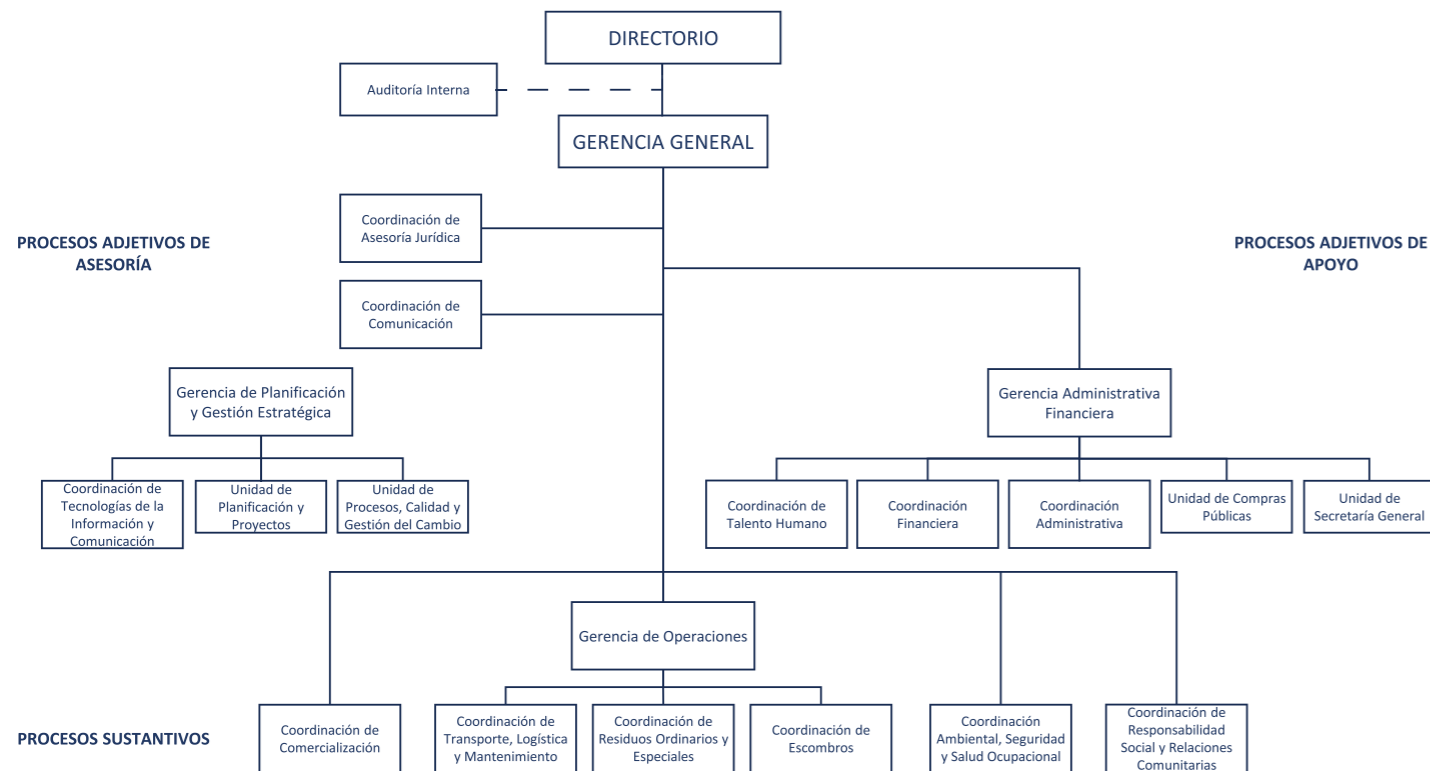 DIRECTORIO
Auditoría Interna
GERENCIA GENERAL
Coordinación de
Asesoría Jurídica
PROCESOS ADJETIVOS DE
ASESORÍA
PROCESOS ADJETIVOS DE
APOYO
Coordinación de
Comunicación
Gerencia de Planificación
y Gestión Estratégica
Gerencia Administrativa
Financiera
Coordinación de
Tecnologías de la
Información y
Comunicación
Unidad de
Planificación y
Proyectos
Unidad de
Procesos, Calidad y
Gestión del Cambio
Coordinación de
Talento Humano
Coordinación
Financiera
Coordinación
Administrativa
Unidad de Compras
Públicas
Unidad de
Secretaría General
Gerencia de Operaciones
PROCESOS SUSTANTIVOS
Coordinación de
Comercialización
Coordinación de
Transporte, Logística
y Mantenimiento
Coordinación de
Residuos Ordinarios y
Especiales
Coordinación de
Escombros
Coordinación
Ambiental, Seguridad
y Salud Ocupacional
Coordinación de
Responsabilidad
Social y Relaciones
Comunitarias